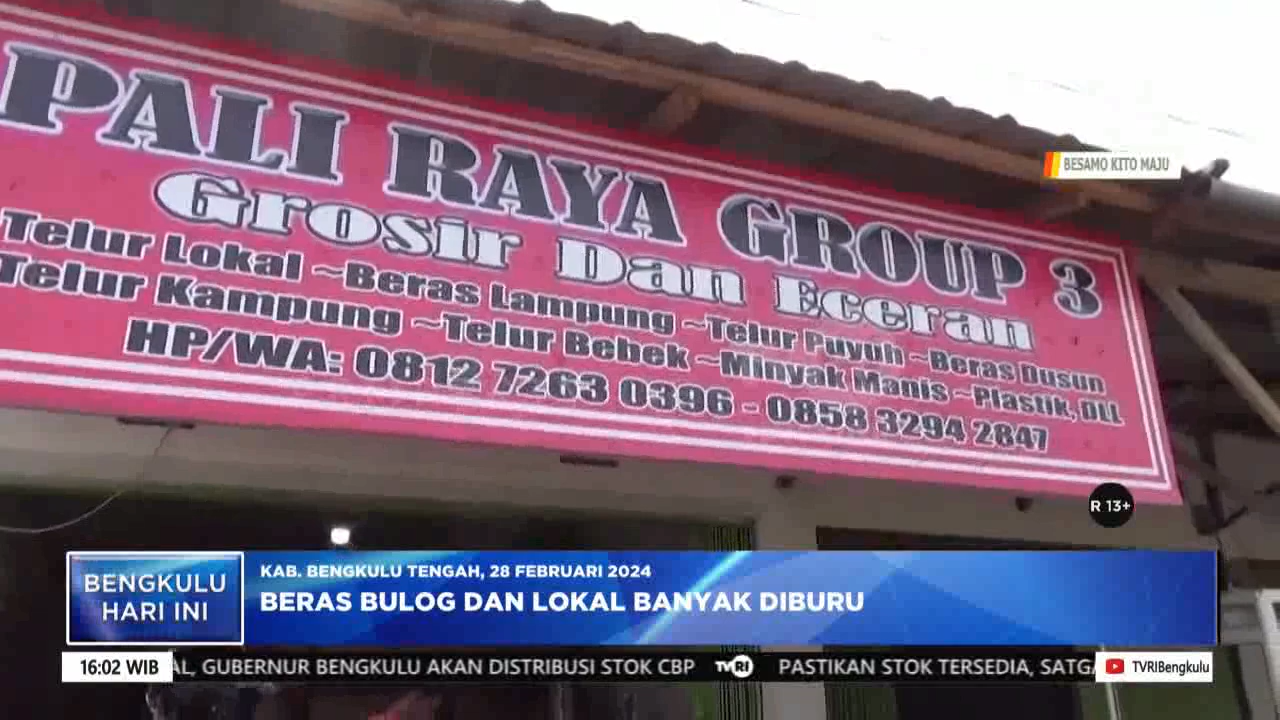 PALI RAYA GROUP 3
Grosir Dan Eceran
Telur Lokal ~Beras Lampung ~Telur Puyuh ~Beras Dusun
Telur Kampung ~Telur Bebek ~Minyak Manis ~Plastik, DLL
HP/WA: 0812 7263 0396 - 0858 3294 2847
BESAMO KITO MAJU
R 13+
BENGKULU HARI INI
KAB. BENGKULU TENGAH, 28 FEBRUARI 2024
BERAS BULOG DAN LOKAL BANYAK DIBURU
16:02 WIB
AL, GUBERNUR BENGKULU AKAN DISTRIBUSI STOK CBP TVRI PASTIKAN STOK TERSEDIA, SATGA
TVRIBengkulu